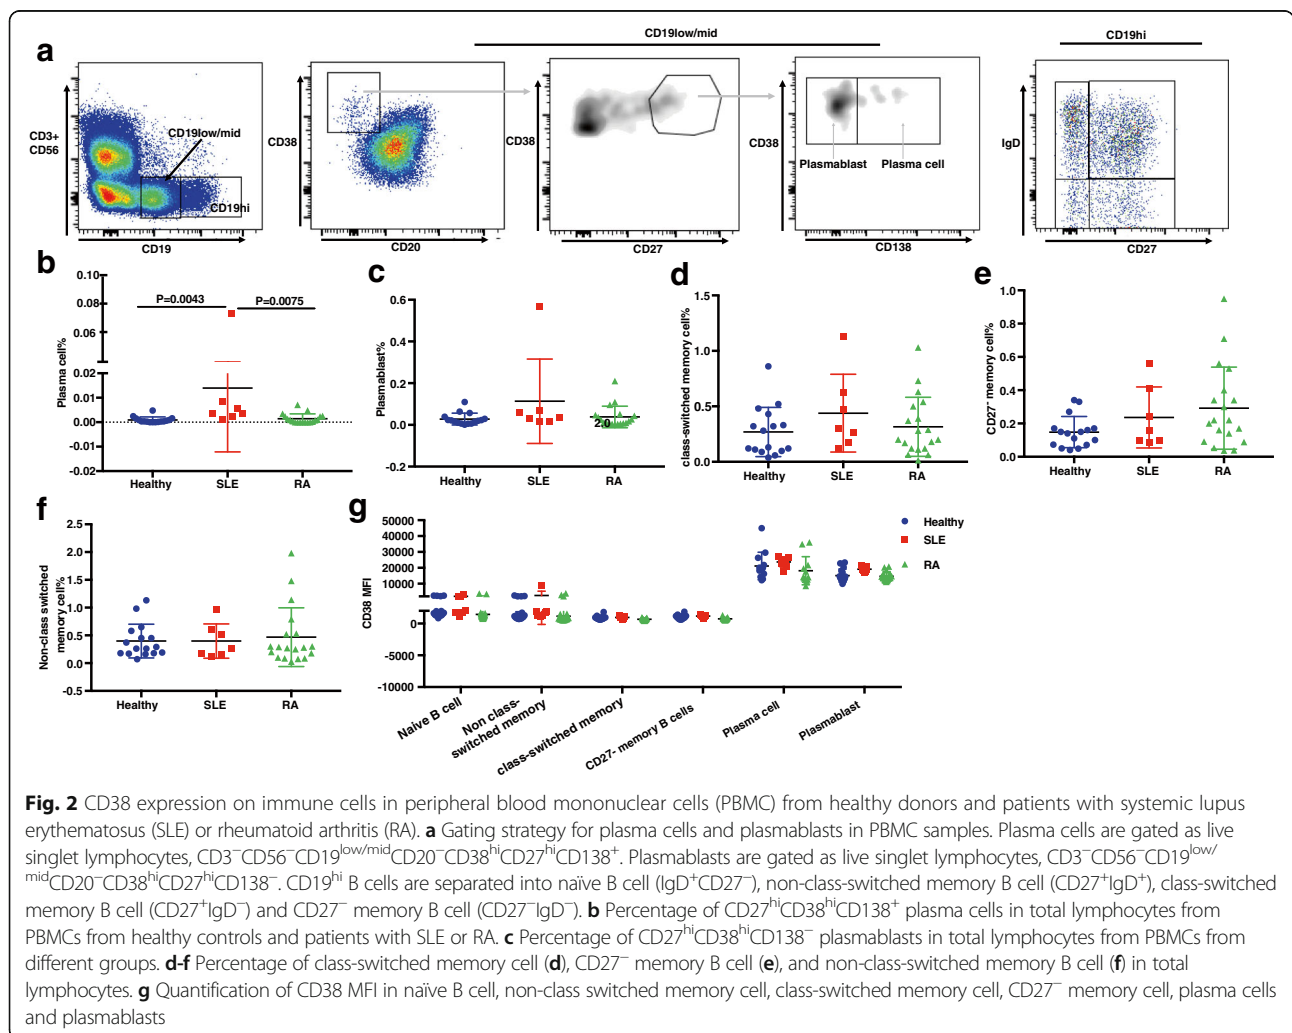 a
CD19low/mid
CD19hi
CD3+
CD56
CD19low/mid
CD19hi
CD19
CD38
CD20
CD38
CD27
CD38
Plasmablast
Plasma cell
CD138
IgD
CD27
b
Plasma cell%
0.10
0.08
0.06
0.04
0.02
0.01
0.00
-0.01
-0.02
P=0.0043
P=0.0075
Healthy
SLE
RA
c
Plasmablast%
0.6
0.4
0.2
0.0
-0.2
2.0
Healthy
SLE
RA
d
class-switched memory cell%
1.5
1.0
0.5
0.0
Healthy
SLE
RA
e
CD27- memory cell%
1.0
0.8
0.6
0.4
0.2
0.0
Healthy
SLE
RA
f
Non-class switched
memory cell%
2.5
2.0
1.5
1.0
0.5
0.0
-0.5
Healthy
SLE
RA
g
CD38 MFI
50000
40000
30000
20000
10000
0
-5000
-10000
Naive B cell
Non class-
switched memory
class-switched memory
CD27- memory B cells
Plasma cell
Plasmablast
Healthy
SLE
RA
Fig. 2 CD38 expression on immune cells in peripheral blood mononuclear cells (PBMC) from healthy donors and patients with systemic lupus
erythematosus (SLE) or rheumatoid arthritis (RA). a Gating strategy for plasma cells and plasmablasts in PBMC samples. Plasma cells are gated as live
singlet lymphocytes, CD3⁻CD56⁻CD19low/midCD20⁻CD38hiCD27hiCD138⁺. Plasmablasts are gated as live singlet lymphocytes, CD3⁻CD56⁻CD19low/
midCD20⁻CD38hiCD27hiCD138⁻. CD19hi B cells are separated into naïve B cell (IgD⁺CD27⁻), non-class-switched memory B cell (CD27⁺IgD⁺), class-switched
memory B cell (CD27⁺IgD⁻) and CD27⁻ memory B cell (CD27⁻IgD⁻). b Percentage of CD27hiCD38hiCD138⁺ plasma cells in total lymphocytes from
PBMCs from healthy controls and patients with SLE or RA. c Percentage of CD27hiCD38hiCD138⁻ plasmablasts in total lymphocytes from PBMCs from
different groups. d-f Percentage of class-switched memory cell (d), CD27⁻ memory B cell (e), and non-class-switched memory B cell (f) in total
lymphocytes. g Quantification of CD38 MFI in naïve B cell, non-class switched memory cell, class-switched memory cell, CD27⁻ memory cell, plasma cells
and plasmablasts